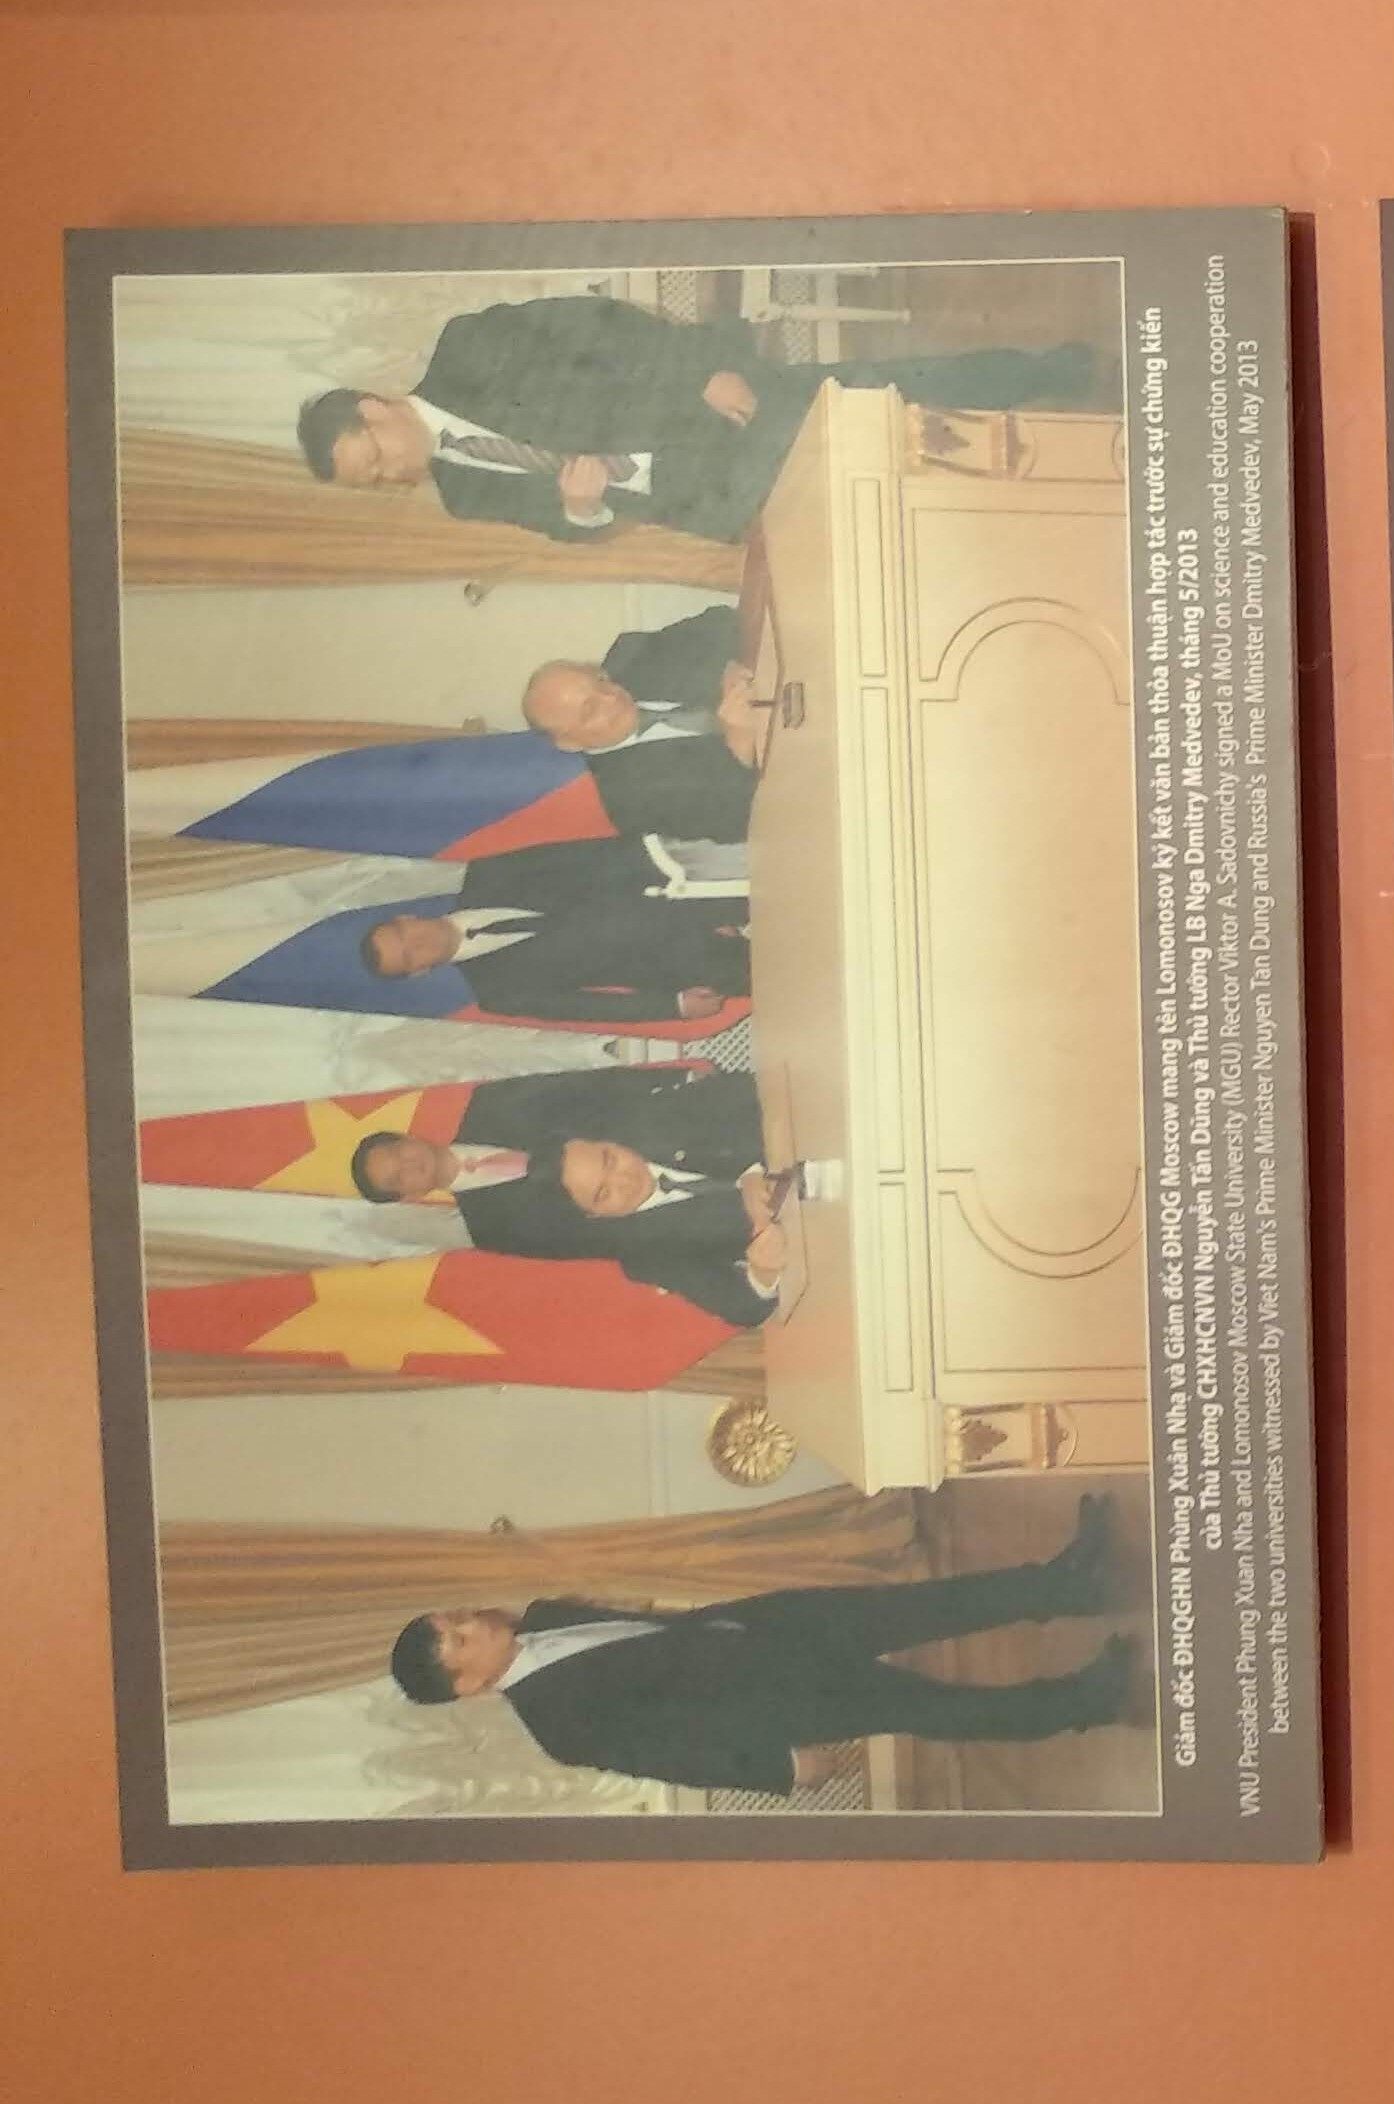 Giám đốc ĐHQGHN Phùng Xuân Nhạ và Giám đốc ĐHQG Moscow mang tên Lomonosov ký kết văn bản thỏa thuận hợp tác trước sự chứng kiến
của Thủ tướng CHXHCNVN Nguyễn Tấn Dũng và Thủ tướng LB Nga Dmitry Medvedev, tháng 5/2013
VNU President Phung Xuan Nha and Lomonosov Moscow State University (MGU) Rector Viktor A. Sadovnichy signed a MoU on science and education cooperation
between the two universities witnessed by Viet Nam's Prime Minister Nguyen Tan Dung and Russia's Prime Minister Dmitry Medvedev, May 2013